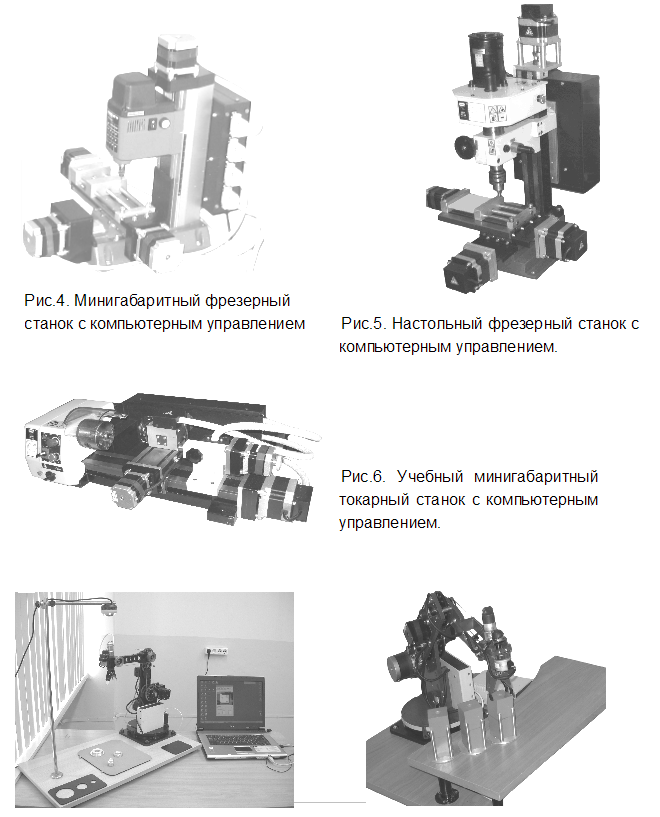 Рис.4. Минигабаритный фрезерный
станок с компьютерным управлением
Рис.5. Настольный фрезерный станок с
компьютерным управлением.
Рис.6. Учебный минигабаритный
токарный станок с компьютерным
управлением.